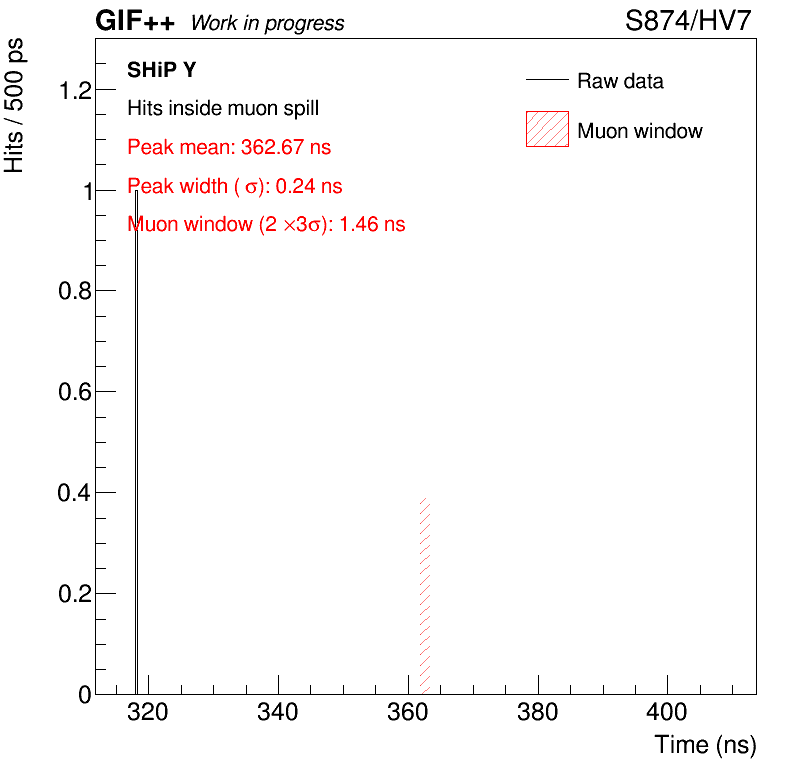 GIF++ Work in progress S874/HV7
Hits / 500 ps
SHiP Y
Hits inside muon spill
Peak mean: 362.67 ns
Peak width ( σ): 0.24 ns
Muon window (2 ×3σ): 1.46 ns
Raw data
Muon window
1.2
1
0.8
0.6
0.4
0.2
0
320 340 360 380 400
Time (ns)